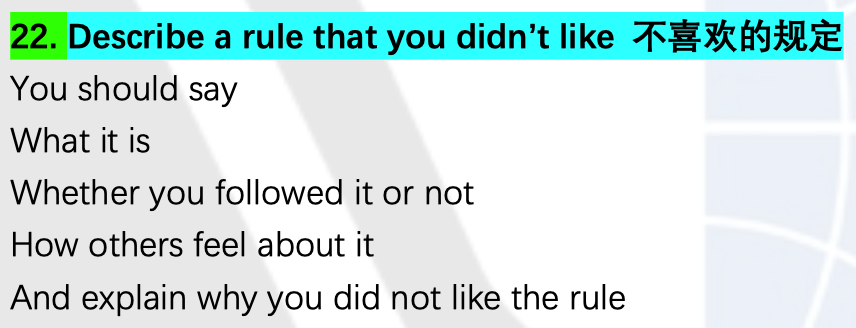 22. Describe a rule that you didn’t like 不喜欢的规定
You should say
What it is
Whether you followed it or not
How others feel about it
And explain why you did not like the rule